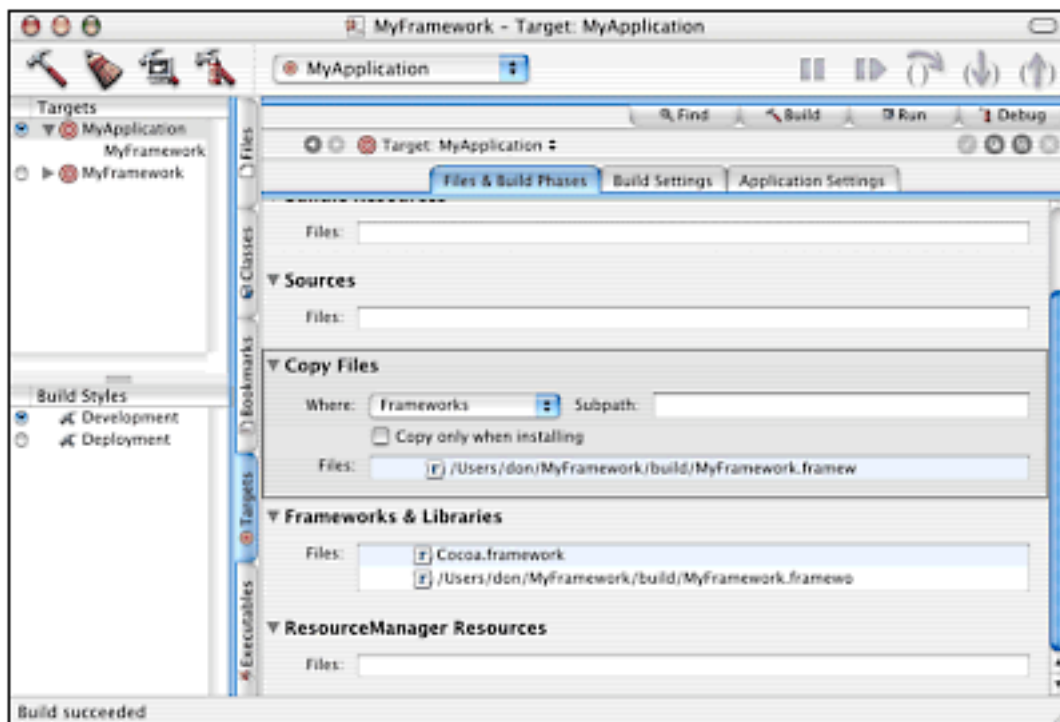 MyFramework - Target: MyApplication
MyApplication
Targets
MyApplication
MyFramework
MyFramework
Build Styles
Development
Deployment
Files
Classes
Bookmarks
Targets
Executables
Find
Build
Run
Debug
Target: MyApplication
Files & Build Phases
Build Settings
Application Settings
Files:
Sources
Files:
Copy Files
Where:
Frameworks
Subpath:
Copy only when installing
Files:
/Users/don/MyFramework/build/MyFramework.framew
Frameworks & Libraries
Files:
Cocoa.framework
/Users/don/MyFramework/build/MyFramework.framewo
ResourceManager Resources
Files:
Build succeeded